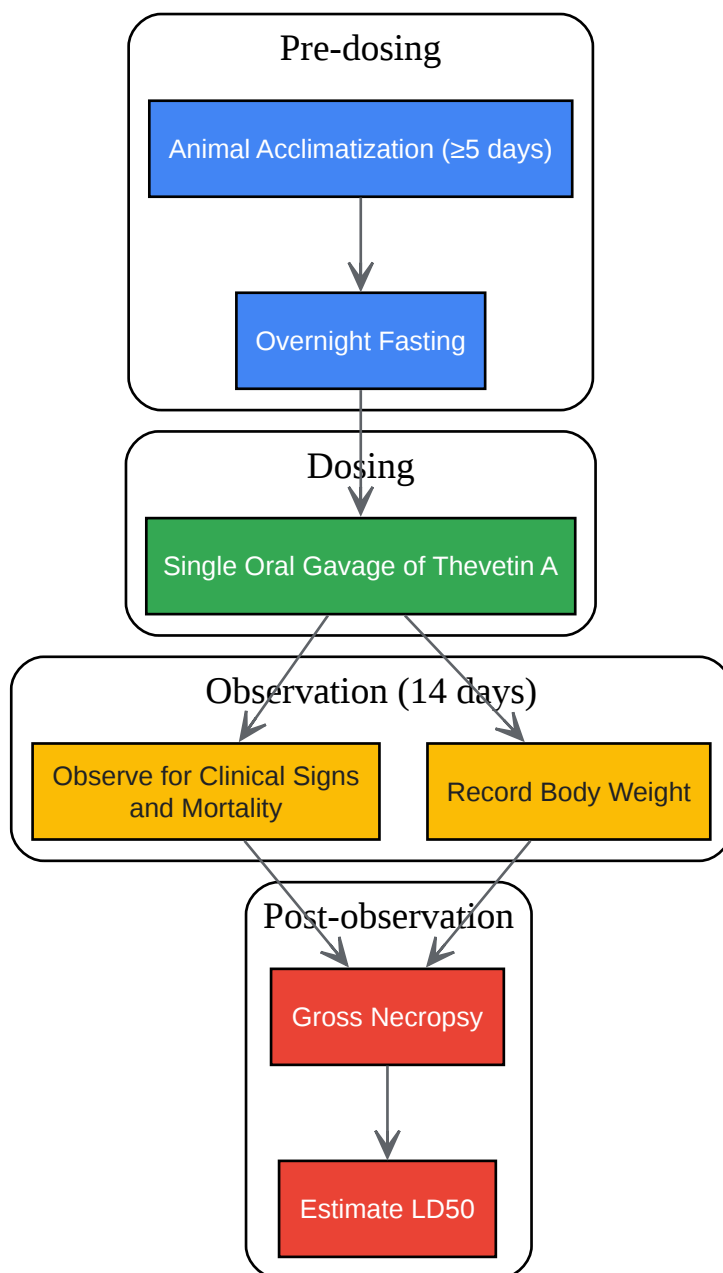 Pre-dosing
Animal Acclimatization (≥5 days)
Overnight Fasting
Dosing
Single Oral Gavage of Thevetin A
Observation (14 days)
Observe for Clinical Signs
and Mortality
Record Body Weight
Post-observation
Gross Necropsy
Estimate LD50